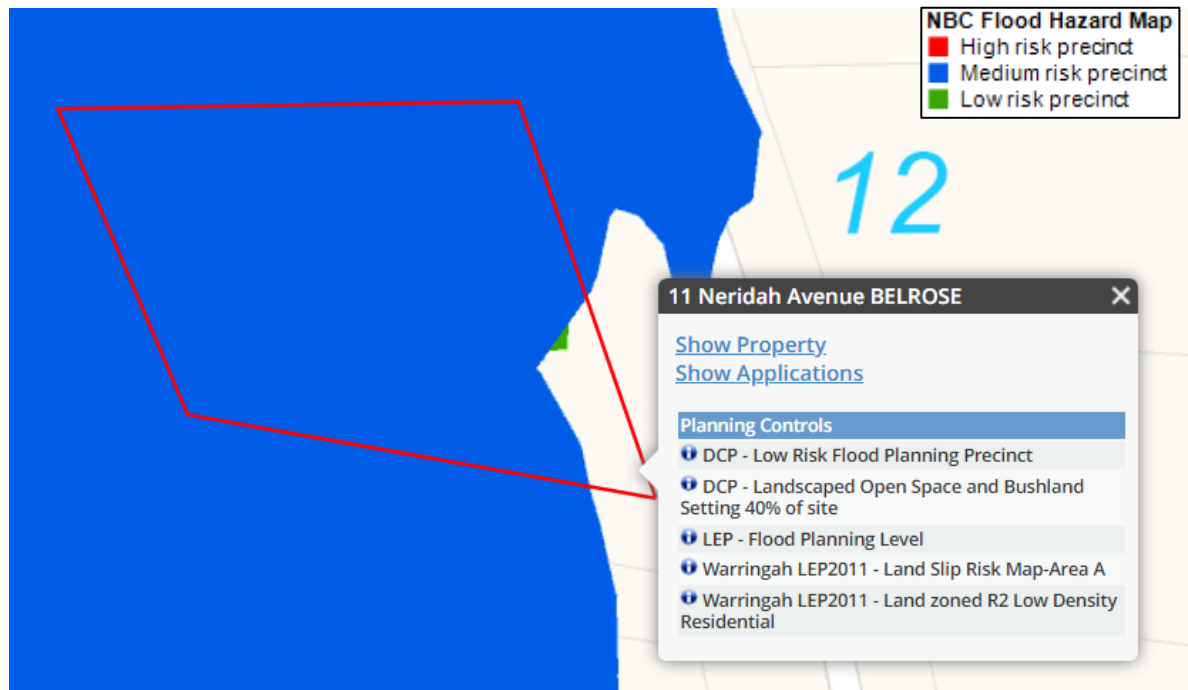 NBC Flood Hazard Map
High risk precinct
Medium risk precinct
Low risk precinct
12
11 Neridah Avenue BELROSE
Show Property
Show Applications
Planning Controls
DCP - Low Risk Flood Planning Precinct
DCP - Landscaped Open Space and Bushland
Setting 40% of site
LEP - Flood Planning Level
Warringah LEP2011 - Land Slip Risk Map-Area A
Warringah LEP2011 - Land zoned R2 Low Density
Residential